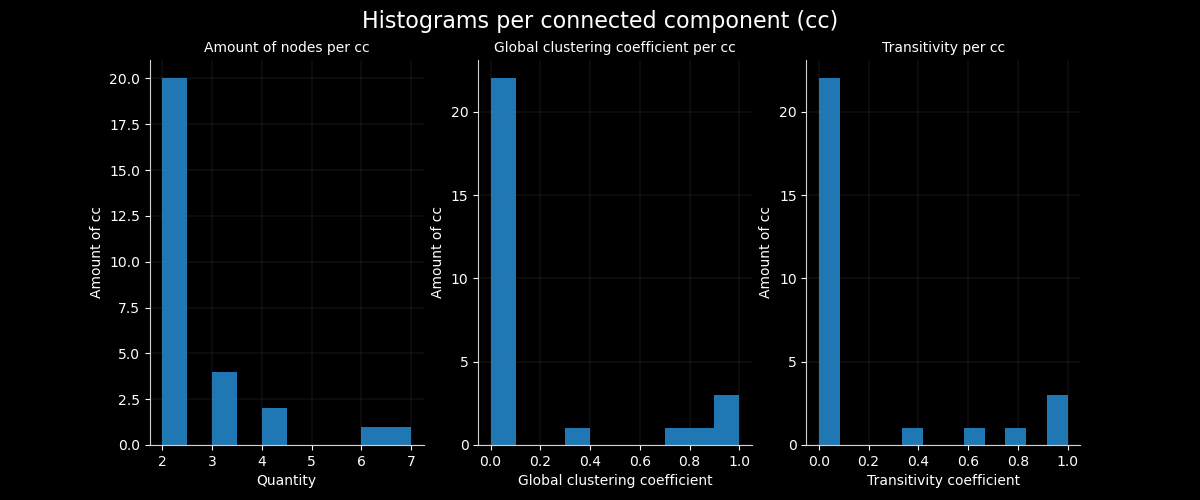 Histograms per connected component (cc)
Amount of nodes per cc
Global clustering coefficient per cc
Transitivity per cc
Amount of cc
20.0
17.5
15.0
12.5
10.0
7.5
5.0
2.5
0.0
2 3 4 5 6 7
Quantity
Amount of cc
20
15
10
5
0
0.0 0.2 0.4 0.6 0.8 1.0
Global clustering coefficient
Amount of cc
20
15
10
5
0
0.0 0.2 0.4 0.6 0.8 1.0
Transitivity coefficient